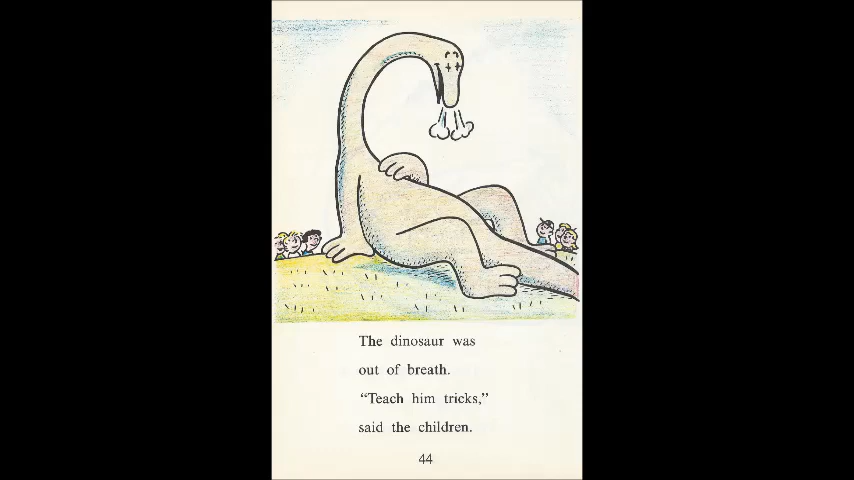 The dinosaur was
out of breath.
“Teach him tricks,”
said the children.
44